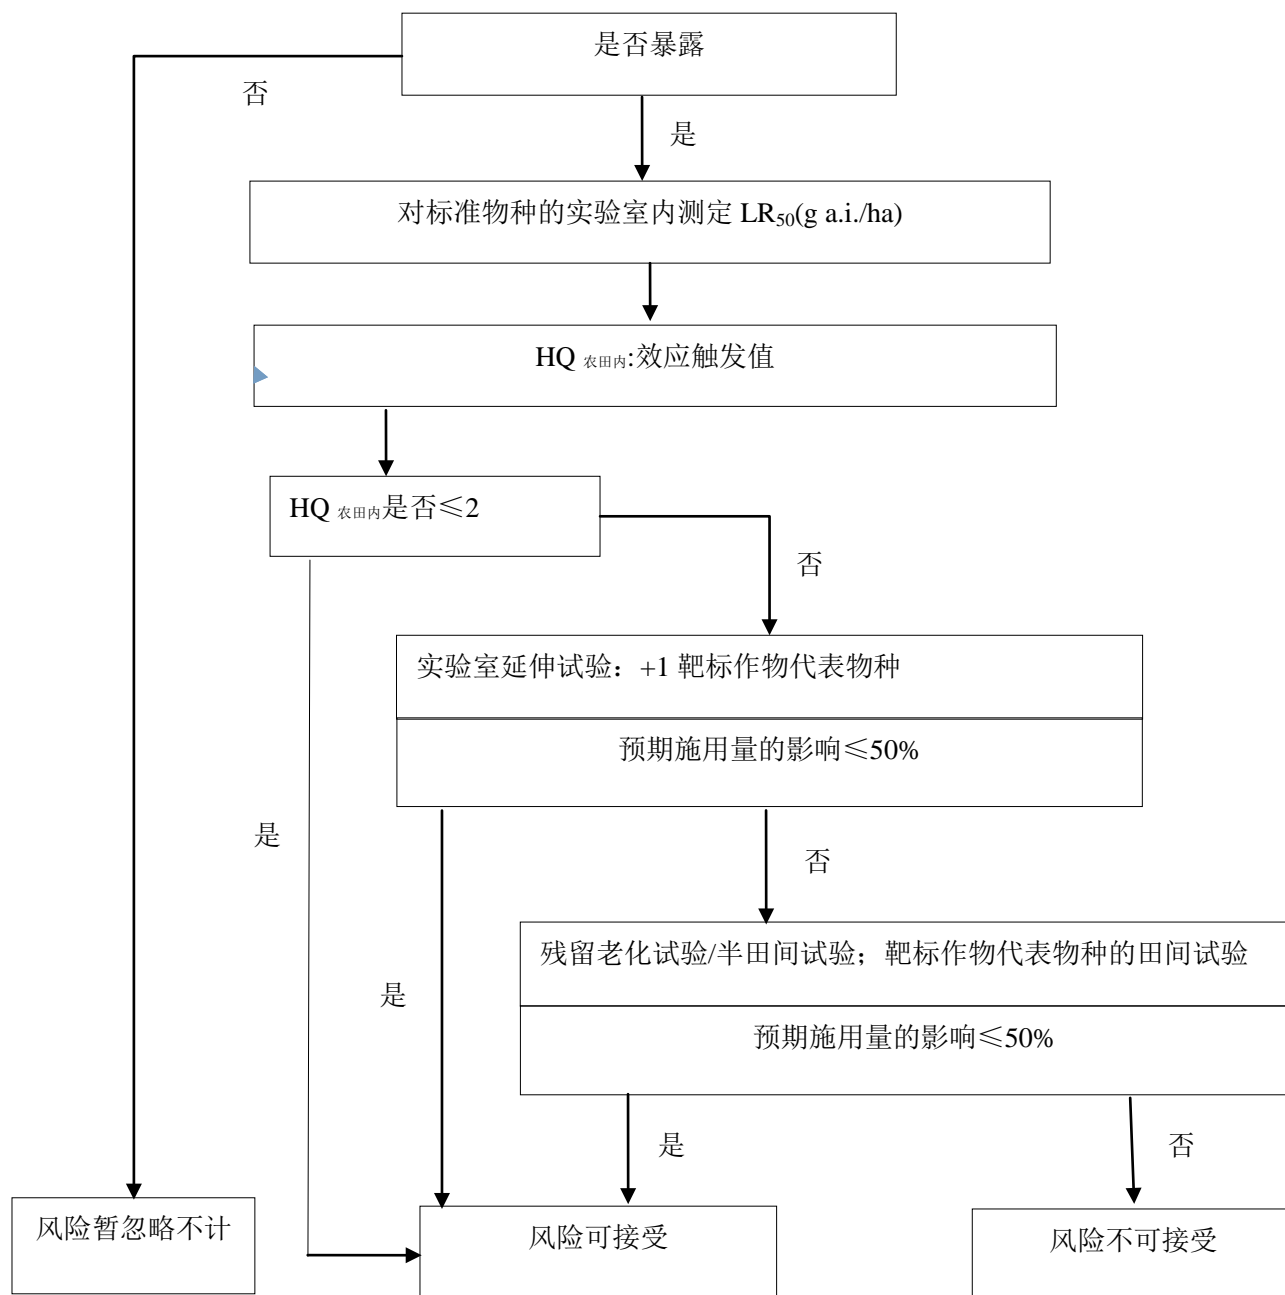 是否暴露
否
是
对标准物种的实验室内测定 LR₅₀(g a.i./ha)
HQ 农田内:效应触发值
HQ 农田内是否≤2
否
实验室延伸试验：+1 靶标作物代表物种
预期施用量的影响≤50%
是
否
残留老化试验/半田间试验；靶标作物代表物种的田间试验
是
预期施用量的影响≤50%
是
否
风险暂忽略不计
风险可接受
风险不可接受